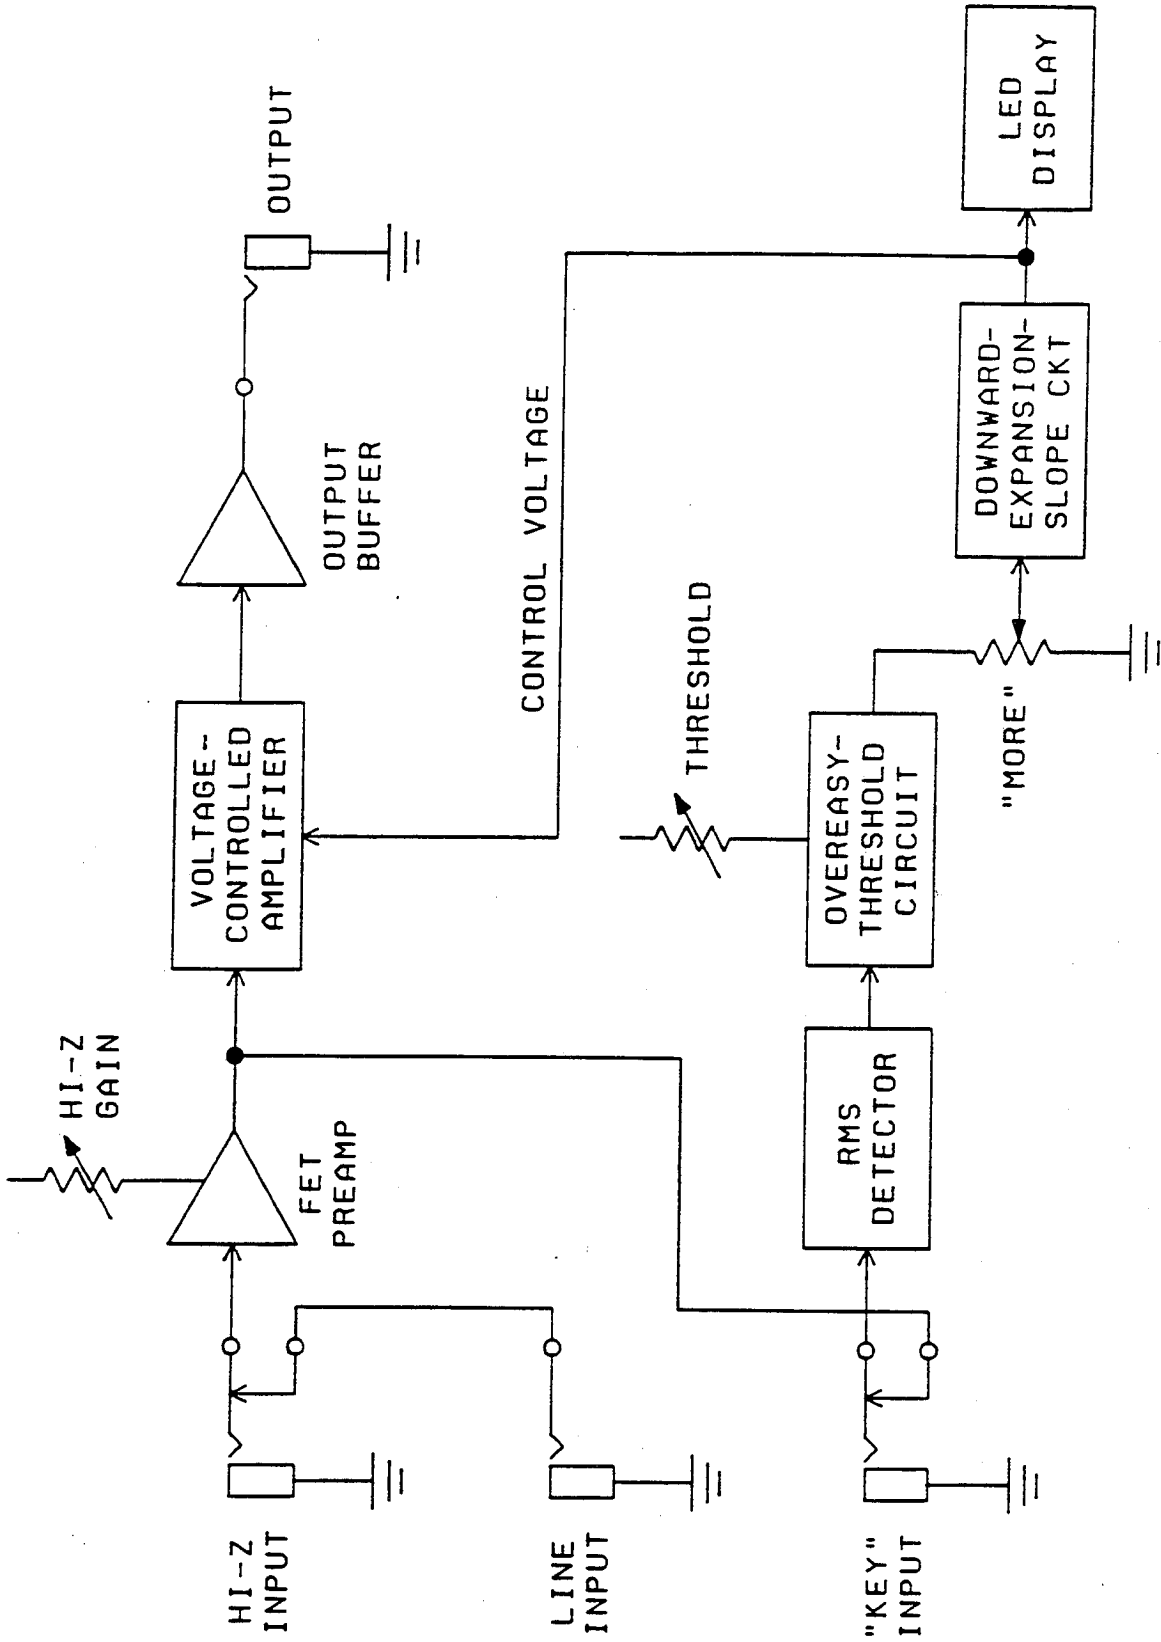 HI-Z
GAIN
HI-Z
INPUT
FET
PREAMP
VOLTAGE-
CONTROLLED
AMPLIFIER
OUTPUT
BUFFER
OUTPUT
LINE
INPUT
CONTROL VOLTAGE
THRESHOLD
"KEY"
INPUT
RMS
DETECTOR
OVEREASY-
THRESHOLD
CIRCUIT
"MORE"
DOWNWARD-
EXPANSION-
SLOPE CKT
LED
DISPLAY